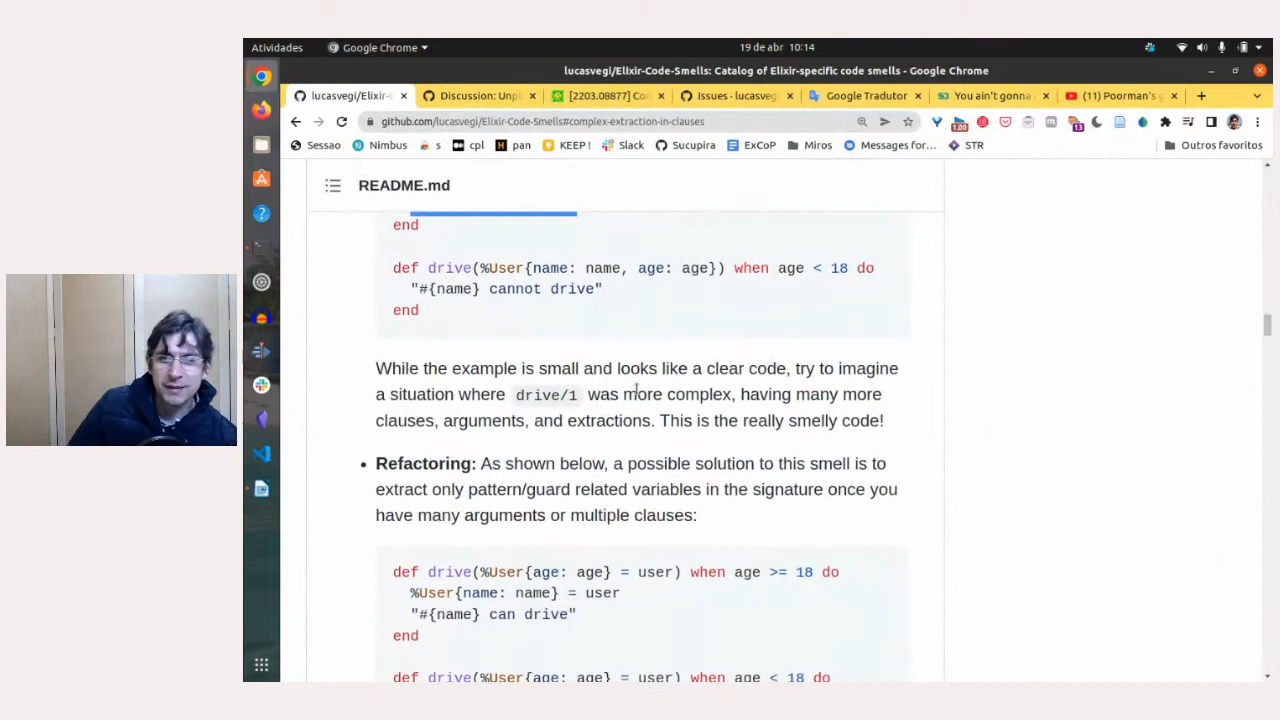 Atividades Google Chrome 19 de abr 10:14
lucasvegi/Elixir-Code-Smells: Catalog of Elixir-specific code smells - Google Chrome
lucasvegi/Elixir-C Discussion: Unpl [2203.08877] Cod Issues · lucasvegi Google Tradutor You ain't gonna (11) Poorman's g
github.com/lucasvegi/Elixir-Code-Smells#complex-extraction-in-clauses 1.00 13
Sessao Nimbus s cpl pan KEEP! Slack Sucupira ExCoP Miros Messages for... STR Outros favoritos
README.md
end
def drive(%User{name: name, age: age}) when age < 18 do
"#{name} cannot drive"
end
While the example is small and looks like a clear code, try to imagine
a situation where drive/1 was more complex, having many more
clauses, arguments, and extractions. This is the really smelly code!
• Refactoring: As shown below, a possible solution to this smell is to
extract only pattern/guard related variables in the signature once you
have many arguments or multiple clauses:
def drive(%User{age: age} = user) when age >= 18 do
%User{name: name} = user
"#{name} can drive"
end
def drive(%User{age: age} = user) when age < 18 do